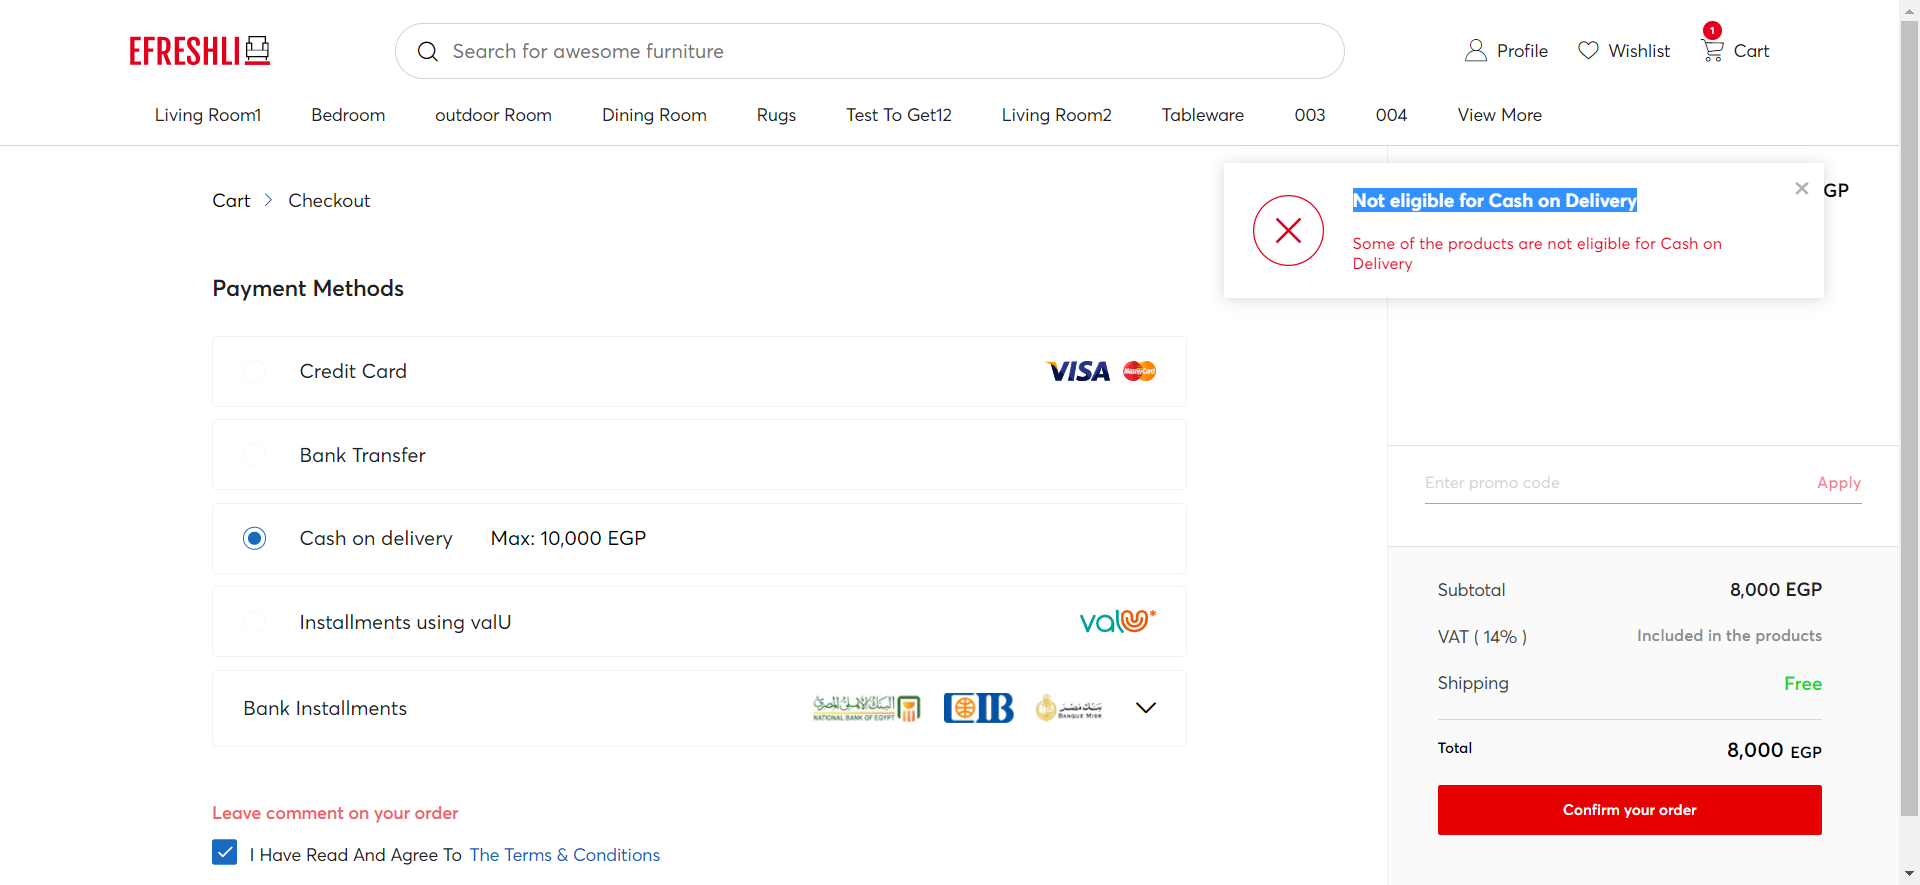 EFRESHLI
Search for awesome furniture
Profile
Wishlist
1
Cart
Living Room1
Bedroom
outdoor Room
Dining Room
Rugs
Test To Get12
Living Room2
Tableware
003
004
View More
Cart
Checkout
GP
Not eligible for Cash on Delivery
Some of the products are not eligible for Cash on
Delivery
Payment Methods
Credit Card
VISA
MasterCard
Bank Transfer
Cash on delivery Max: 10,000 EGP
Installments using valU
valU*
Bank Installments
البنك الأهلي المصري
NATIONAL BANK OF EGYPT
CIB
بنك مصر
BANQUE MISR
Leave comment on your order
I Have Read And Agree To The Terms & Conditions
Enter promo code
Apply
Subtotal 8,000 EGP
VAT ( 14% ) Included in the products
Shipping Free
Total 8,000 EGP
Confirm your order